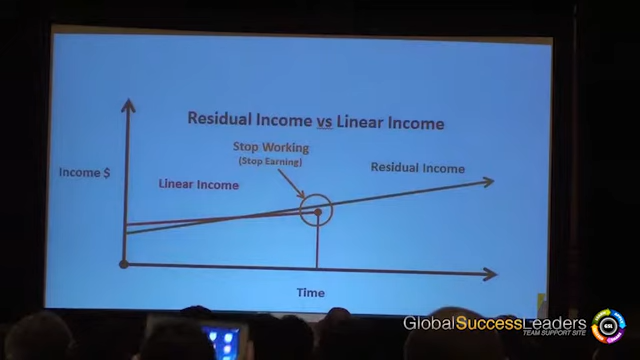 Residual Income vs Linear Income
Stop Working
(Stop Earning)
Residual Income
Income $
Linear Income
Time
GlobalSuccessLeaders
TEAM SUPPORT SITE
GSL